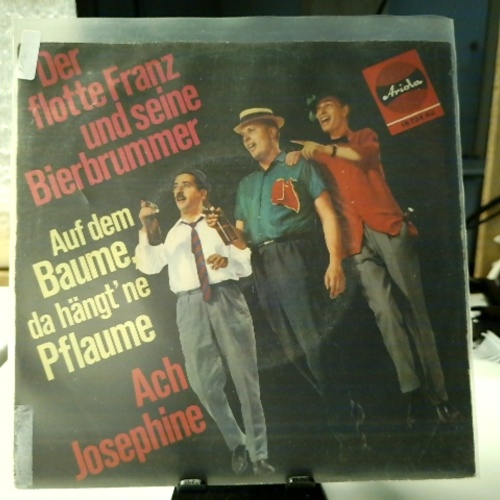 Der
flotte Franz
und seine
Bierbrummer
Auf dem
Baume,
da hängt'ne
Pflaume
Ach
Josephine
Ariola